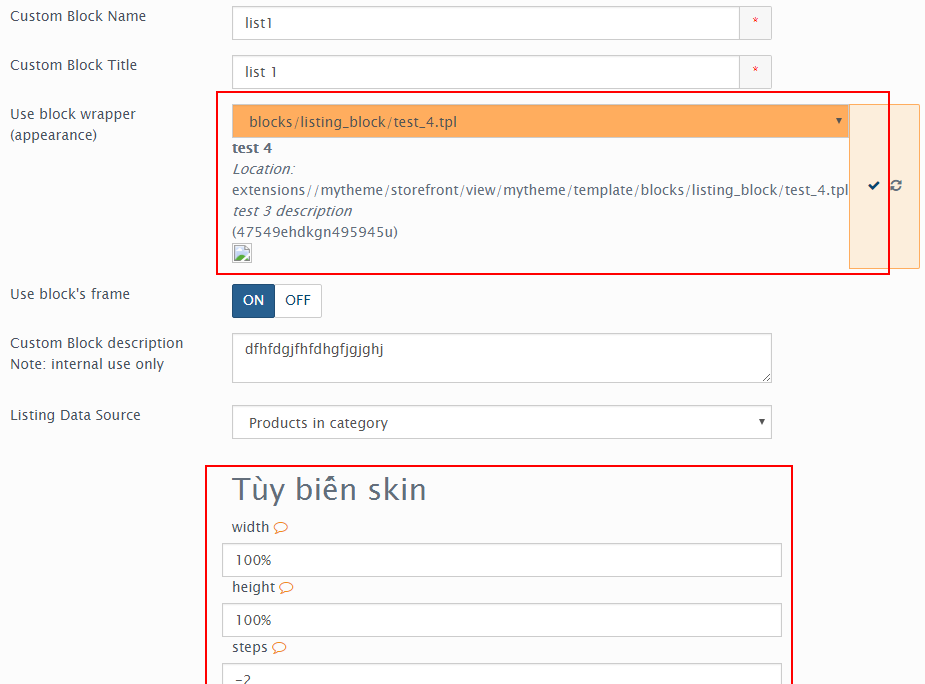 Custom Block Name
list1
*
Custom Block Title
list 1
*
Use block wrapper
(appearance)
blocks/listing_block/test_4.tpl
test 4
Location:
extensions//mytheme/storefront/view/mytheme/template/blocks/listing_block/test_4.tpl
test 3 description
(47549ehdkgn495945u)
Use block's frame
ON
OFF
Custom Block description
Note: internal use only
dfhfdgjfhfdhgfjgjghj
Listing Data Source
Products in category
Tùy biến skin
width
100%
height
100%
steps
-2